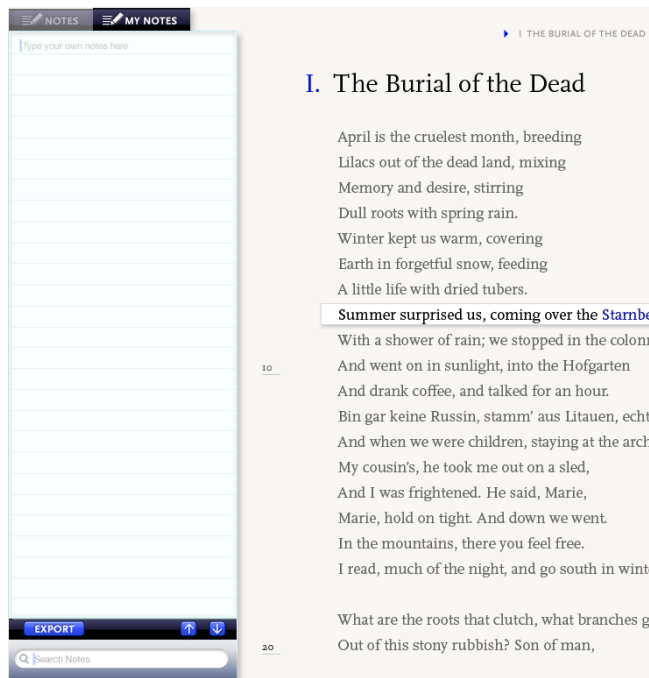 NOTES
MY NOTES
Type your own notes here
I THE BURIAL OF THE DEAD
I. The Burial of the Dead
April is the cruelest month, breeding
Lilacs out of the dead land, mixing
Memory and desire, stirring
Dull roots with spring rain.
Winter kept us warm, covering
Earth in forgetful snow, feeding
A little life with dried tubers.
Summer surprised us, coming over the Starnbe
With a shower of rain; we stopped in the colon
10 And went on in sunlight, into the Hofgarten
And drank coffee, and talked for an hour.
Bin gar keine Russin, stamm’ aus Litauen, echt
And when we were children, staying at the arch
My cousin’s, he took me out on a sled,
And I was frightened. He said, Marie,
Marie, hold on tight. And down we went.
In the mountains, there you feel free.
I read, much of the night, and go south in wint
What are the roots that clutch, what branches g
20 Out of this stony rubbish? Son of man,
EXPORT
Search Notes